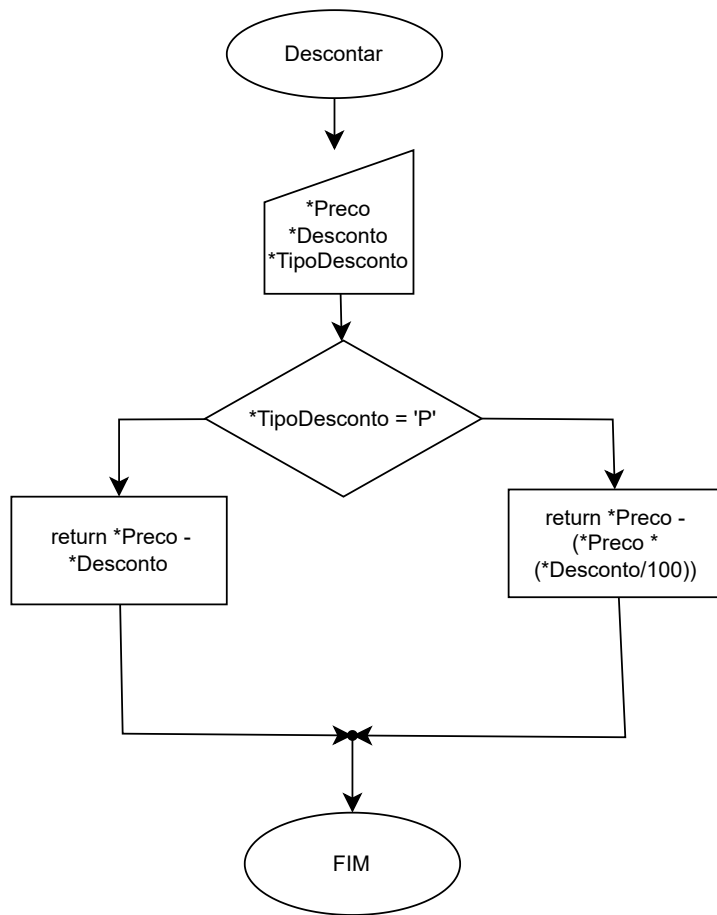 Descontar
*Preco
*Desconto
*TipoDesconto
*TipoDesconto = 'P'
return *Preco -
*Desconto
return *Preco -
(*Preco *
(*Desconto/100))
FIM